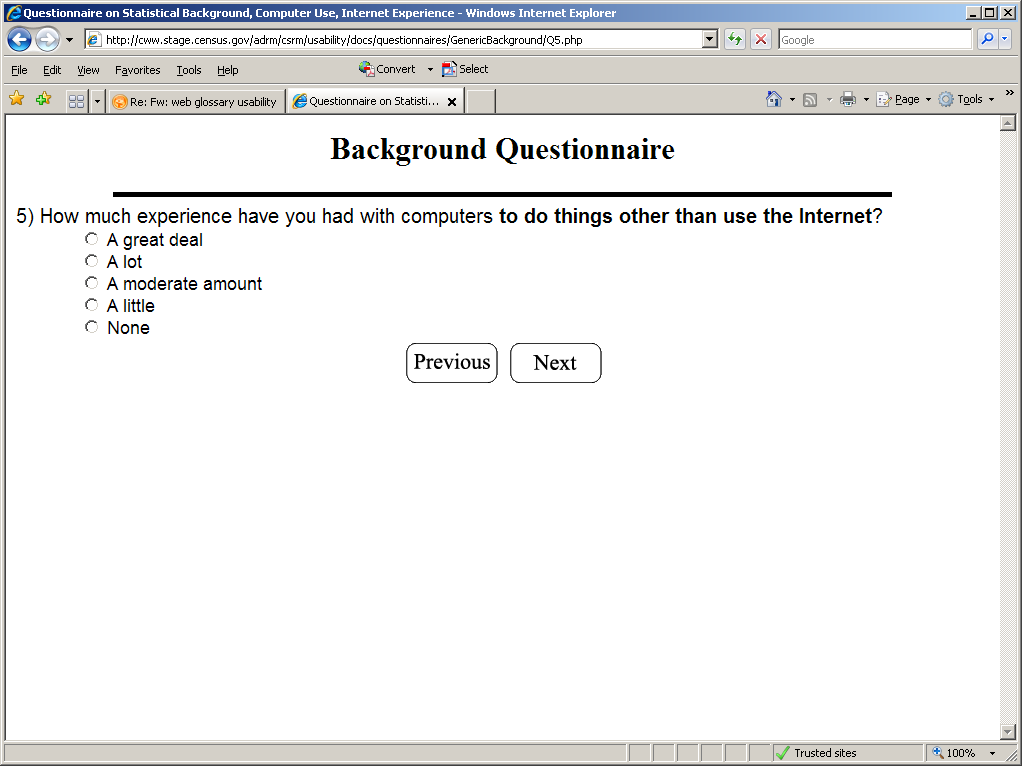 Questionnaire on Statistical Background, Computer Use, Internet Experience - Windows Internet Explorer
http://cww.stage.census.gov/adrm/csrm/usability/docs/questionnaires/GenericBackground/Q5.php
Google
File Edit View Favorites Tools Help Convert Select
Re: Fw: web glossary usability Questionnaire on Statisti... Page Tools
Background Questionnaire
5) How much experience have you had with computers to do things other than use the Internet?
A great deal
A lot
A moderate amount
A little
None
Previous Next
Trusted sites 100%